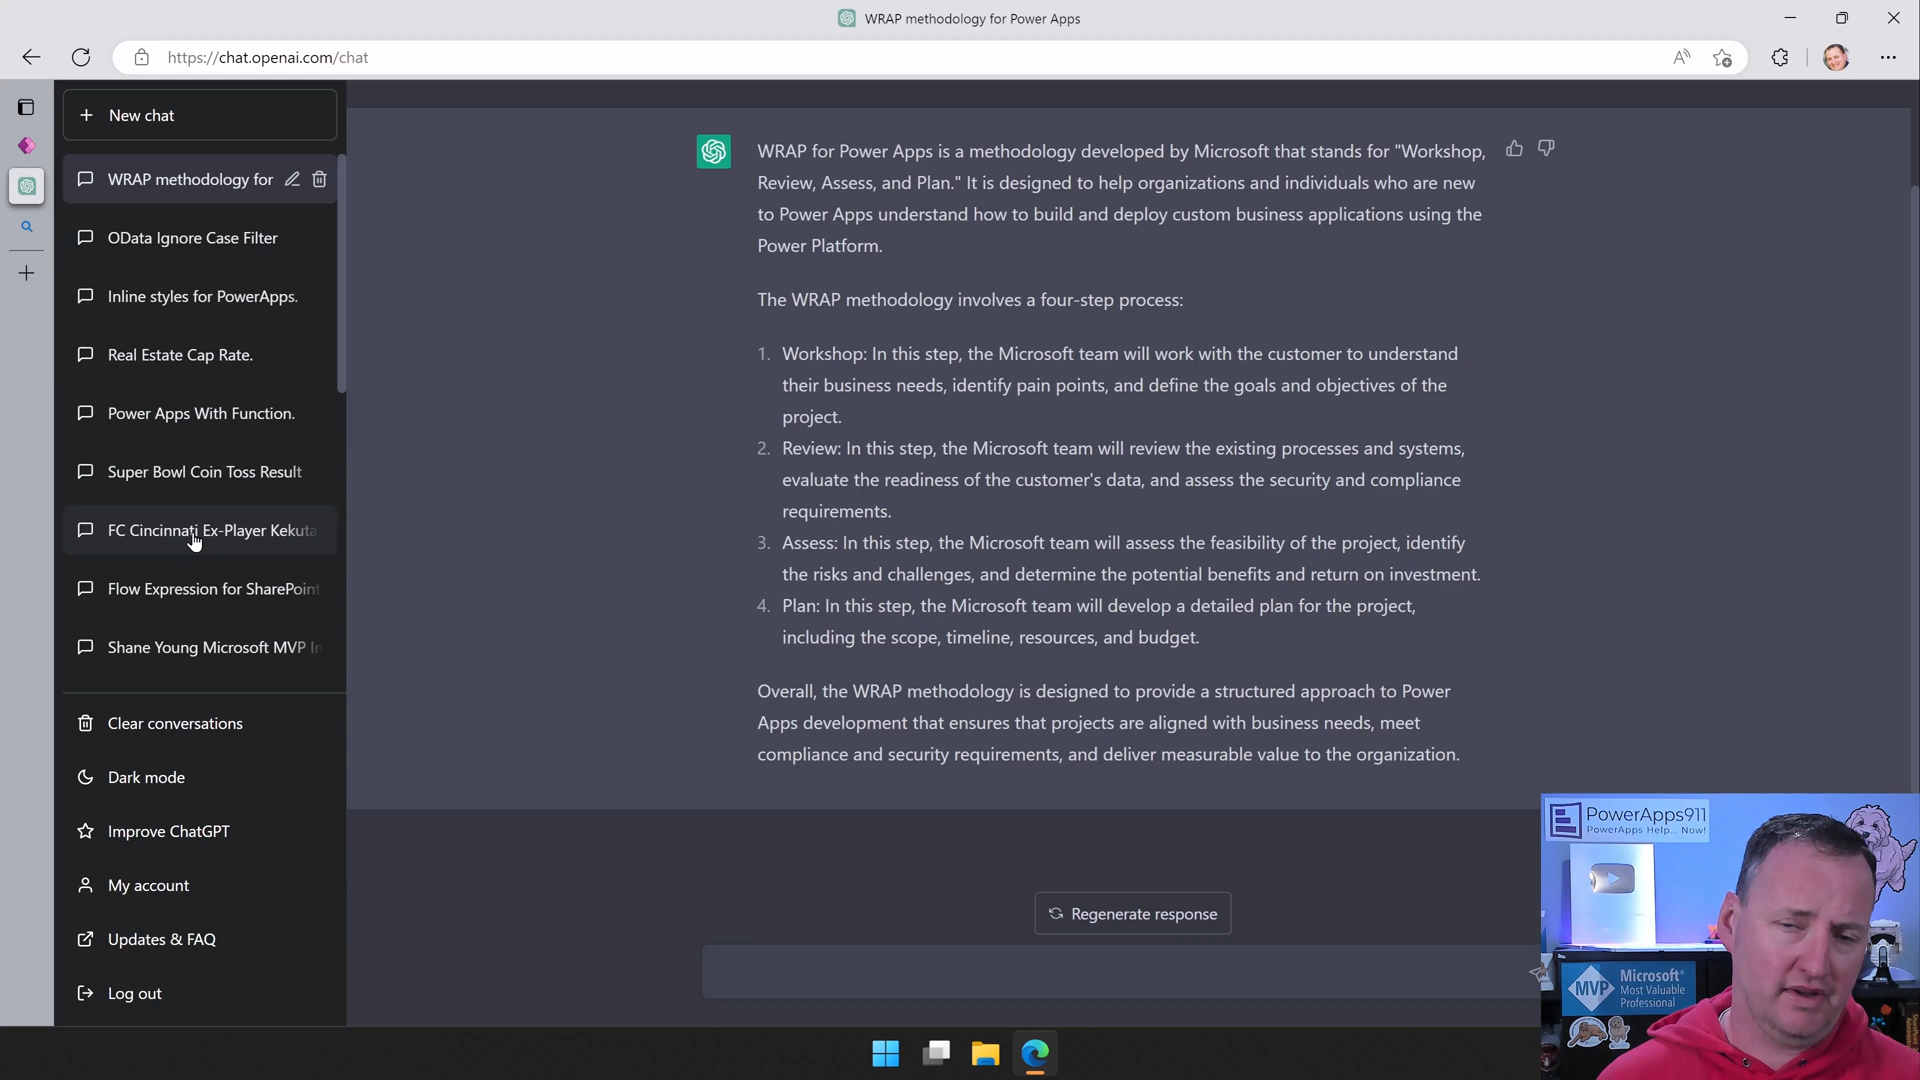 WRAP methodology for Power Apps
https://chat.openai.com/chat
New chat
WRAP methodology for
OData Ignore Case Filter
Inline styles for PowerApps.
Real Estate Cap Rate.
Power Apps With Function.
Super Bowl Coin Toss Result
FC Cincinnati Ex-Player Kekuta
Flow Expression for SharePoint
Shane Young Microsoft MVP In
Clear conversations
Dark mode
Improve ChatGPT
My account
Updates & FAQ
Log out
WRAP for Power Apps is a methodology developed by Microsoft that stands for "Workshop,
Review, Assess, and Plan." It is designed to help organizations and individuals who are new
to Power Apps understand how to build and deploy custom business applications using the
Power Platform.
The WRAP methodology involves a four-step process:
1. Workshop: In this step, the Microsoft team will work with the customer to understand
their business needs, identify pain points, and define the goals and objectives of the
project.
2. Review: In this step, the Microsoft team will review the existing processes and systems,
evaluate the readiness of the customer's data, and assess the security and compliance
requirements.
3. Assess: In this step, the Microsoft team will assess the feasibility of the project, identify
the risks and challenges, and determine the potential benefits and return on investment.
4. Plan: In this step, the Microsoft team will develop a detailed plan for the project,
including the scope, timeline, resources, and budget.
Overall, the WRAP methodology is designed to provide a structured approach to Power
Apps development that ensures that projects are aligned with business needs, meet
compliance and security requirements, and deliver measurable value to the organization.
Regenerate response
PowerApps911
PowerApps Help... Now!
MVP
Microsoft®
Most Valuable
Professional